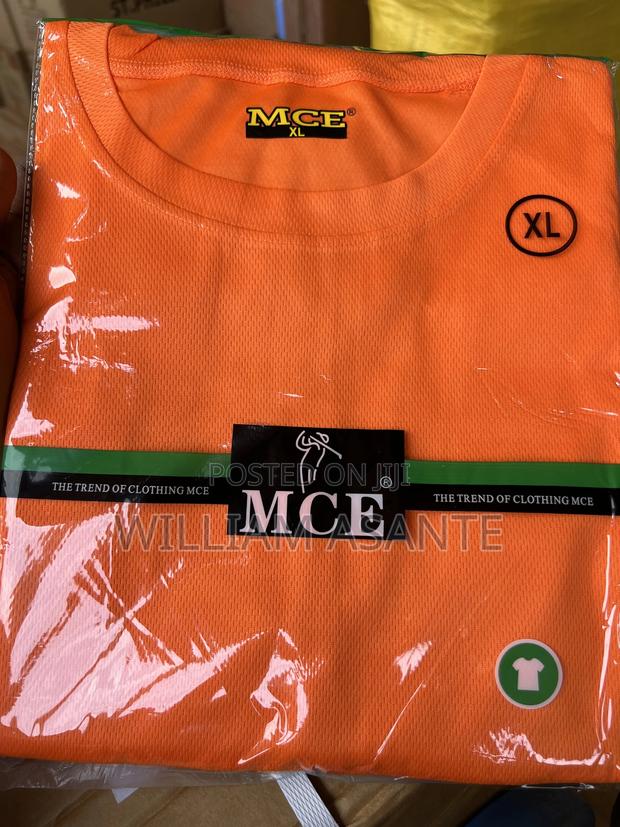 MCE®
XL
XL
POSTED ON JIJI
THE TREND OF CLOTHING MCE
MCE®
THE TREND OF CLOTHING MCE
WILLIAM ASANTE